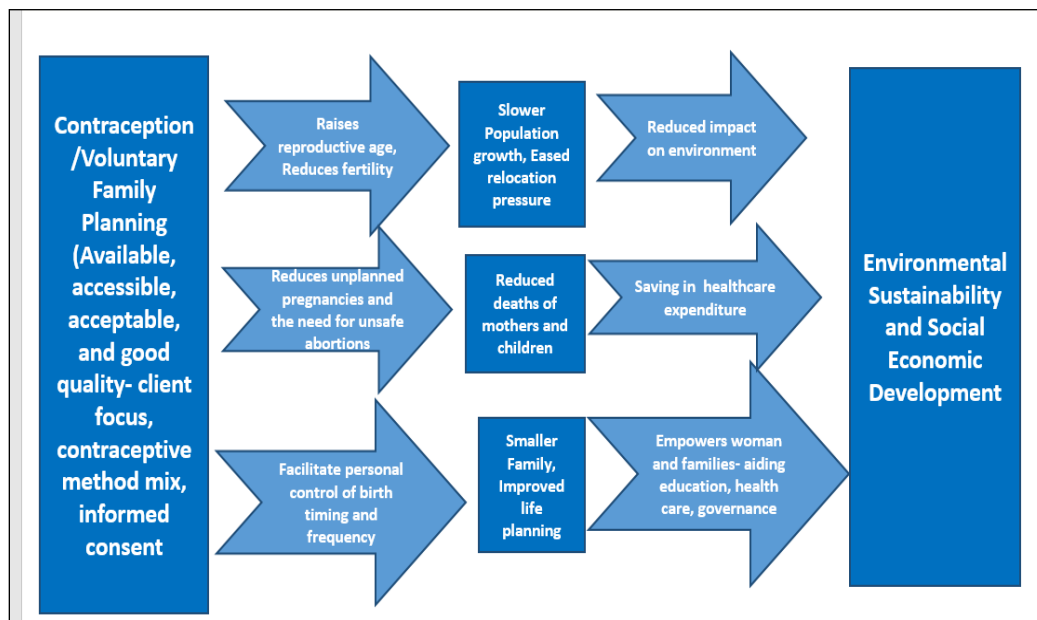 Contraception
/Voluntary
Family
Planning
(Available,
accessible,
acceptable,
and good
quality- client
focus,
contraceptive
method mix,
informed
consent
Raises
reproductive age,
Reduces fertility
Slower
Population
growth, Eased
relocation
pressure
Reduced impact
on environment
Reduces unplanned
pregnancies and
the need for unsafe
abortions
Reduced
deaths of
mothers and
children
Saving in healthcare
expenditure
Facilitate personal
control of birth
timing and
frequency
Smaller
Family,
Improved
life
planning
Empowers woman
and families- aiding
education, health
care, governance
Environmental
Sustainability
and Social
Economic
Development